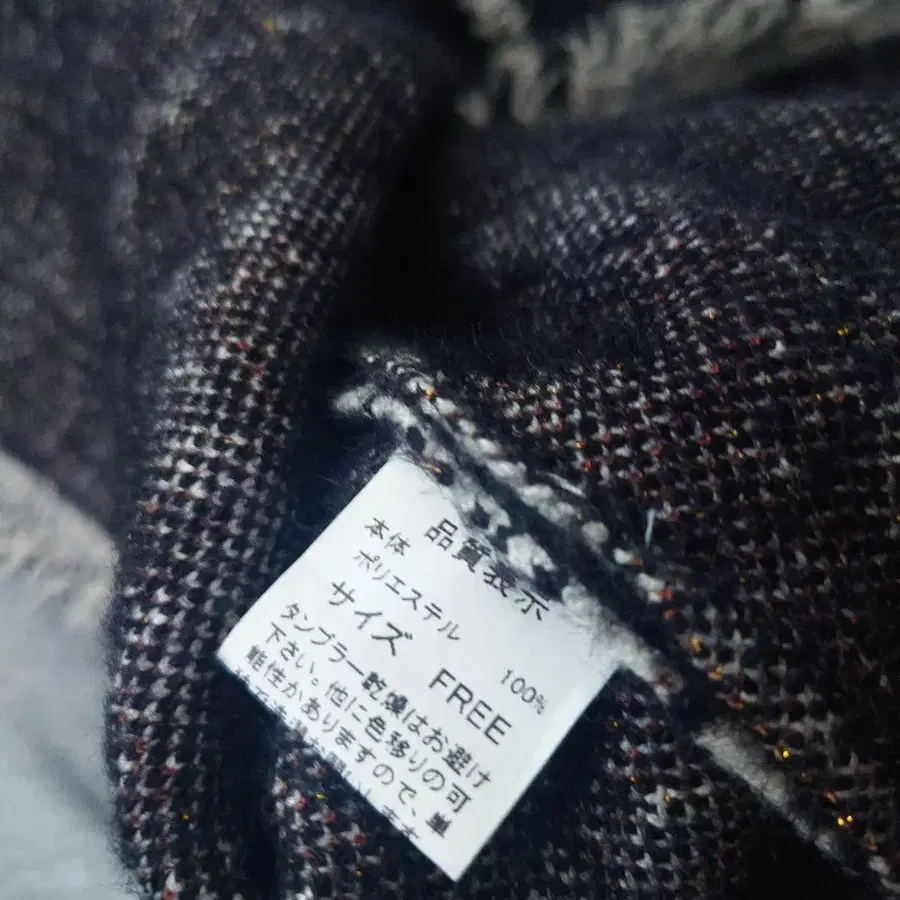 品質表示
本体
ポリエステル 100%
サイズ FREE
タンブラー乾燥はお避け
下さい。他に色移りの可
能性がありますので、単